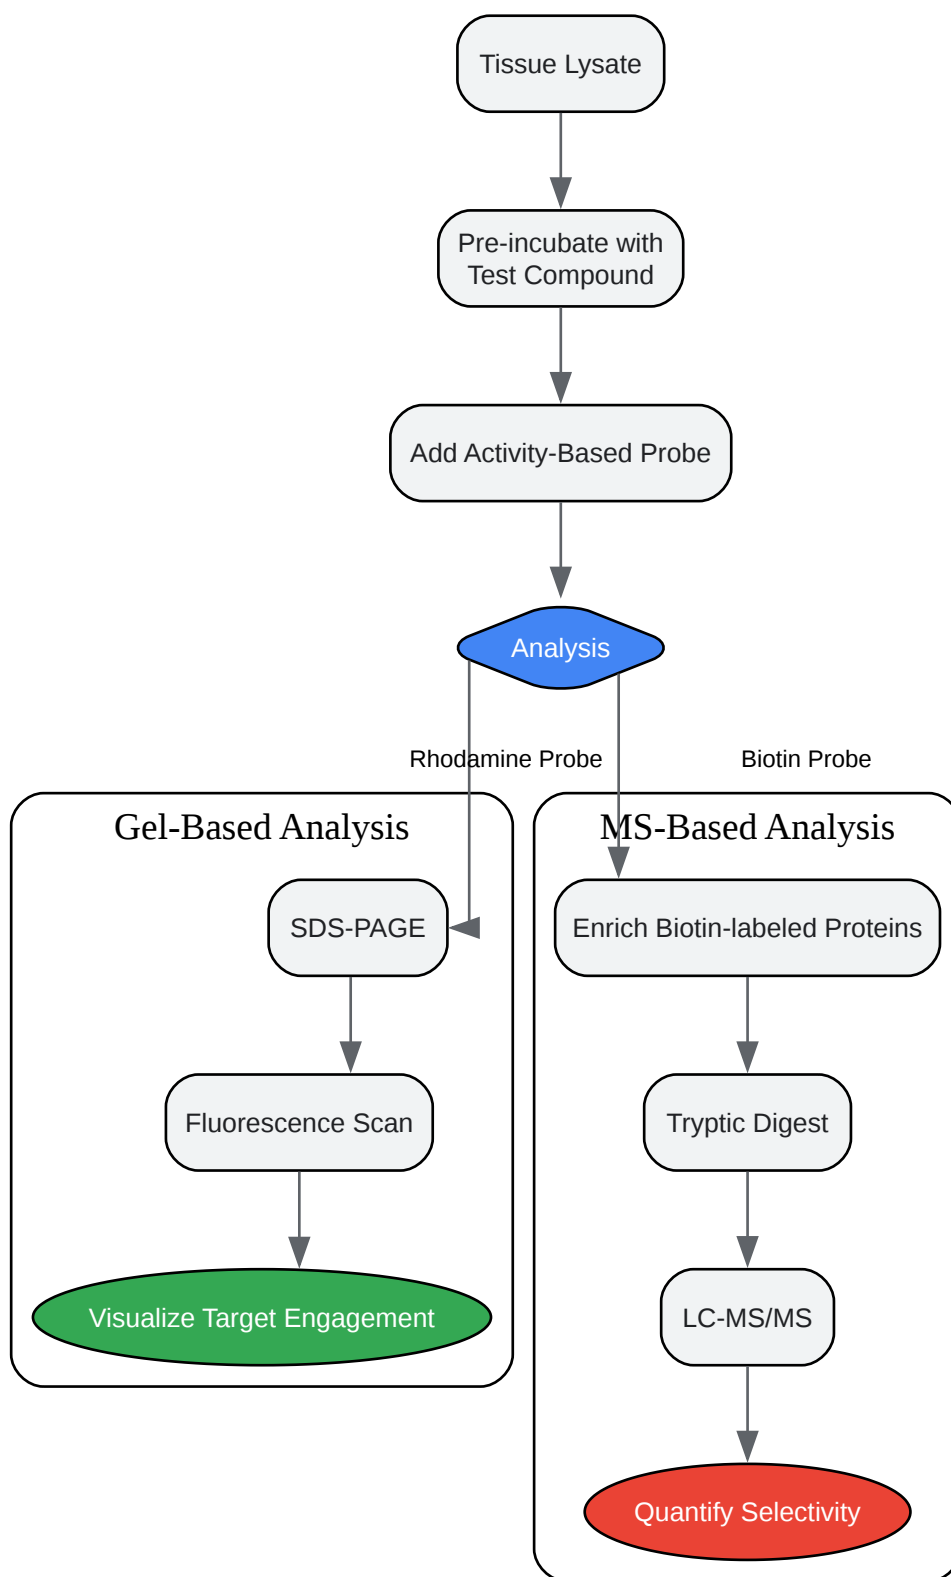 Tissue Lysate
Pre-incubate with
Test Compound
Add Activity-Based Probe
Analysis
Rhodamine Probe
Biotin Probe
Gel-Based Analysis
SDS-PAGE
Fluorescence Scan
Visualize Target Engagement
MS-Based Analysis
Enrich Biotin-labeled Proteins
Tryptic Digest
LC-MS/MS
Quantify Selectivity